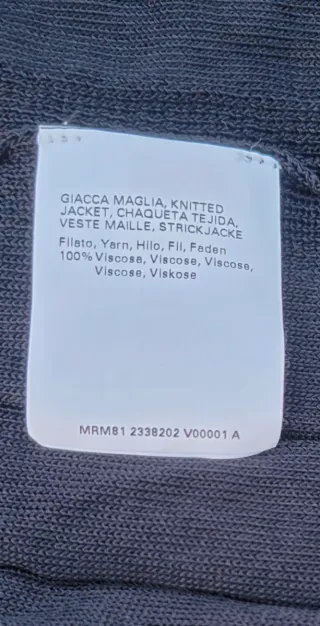 GIACCA MAGLIA, KNITTED
JACKET, CHAQUETA TEJIDA,
VESTE MAILLE, STRICKJACKE
Filato, Yarn, Hilo, Fil, Faden
100% Viscosa, Viscose, Viscose,
Viscose, Viskose
MRM81 2338202 V00001 A